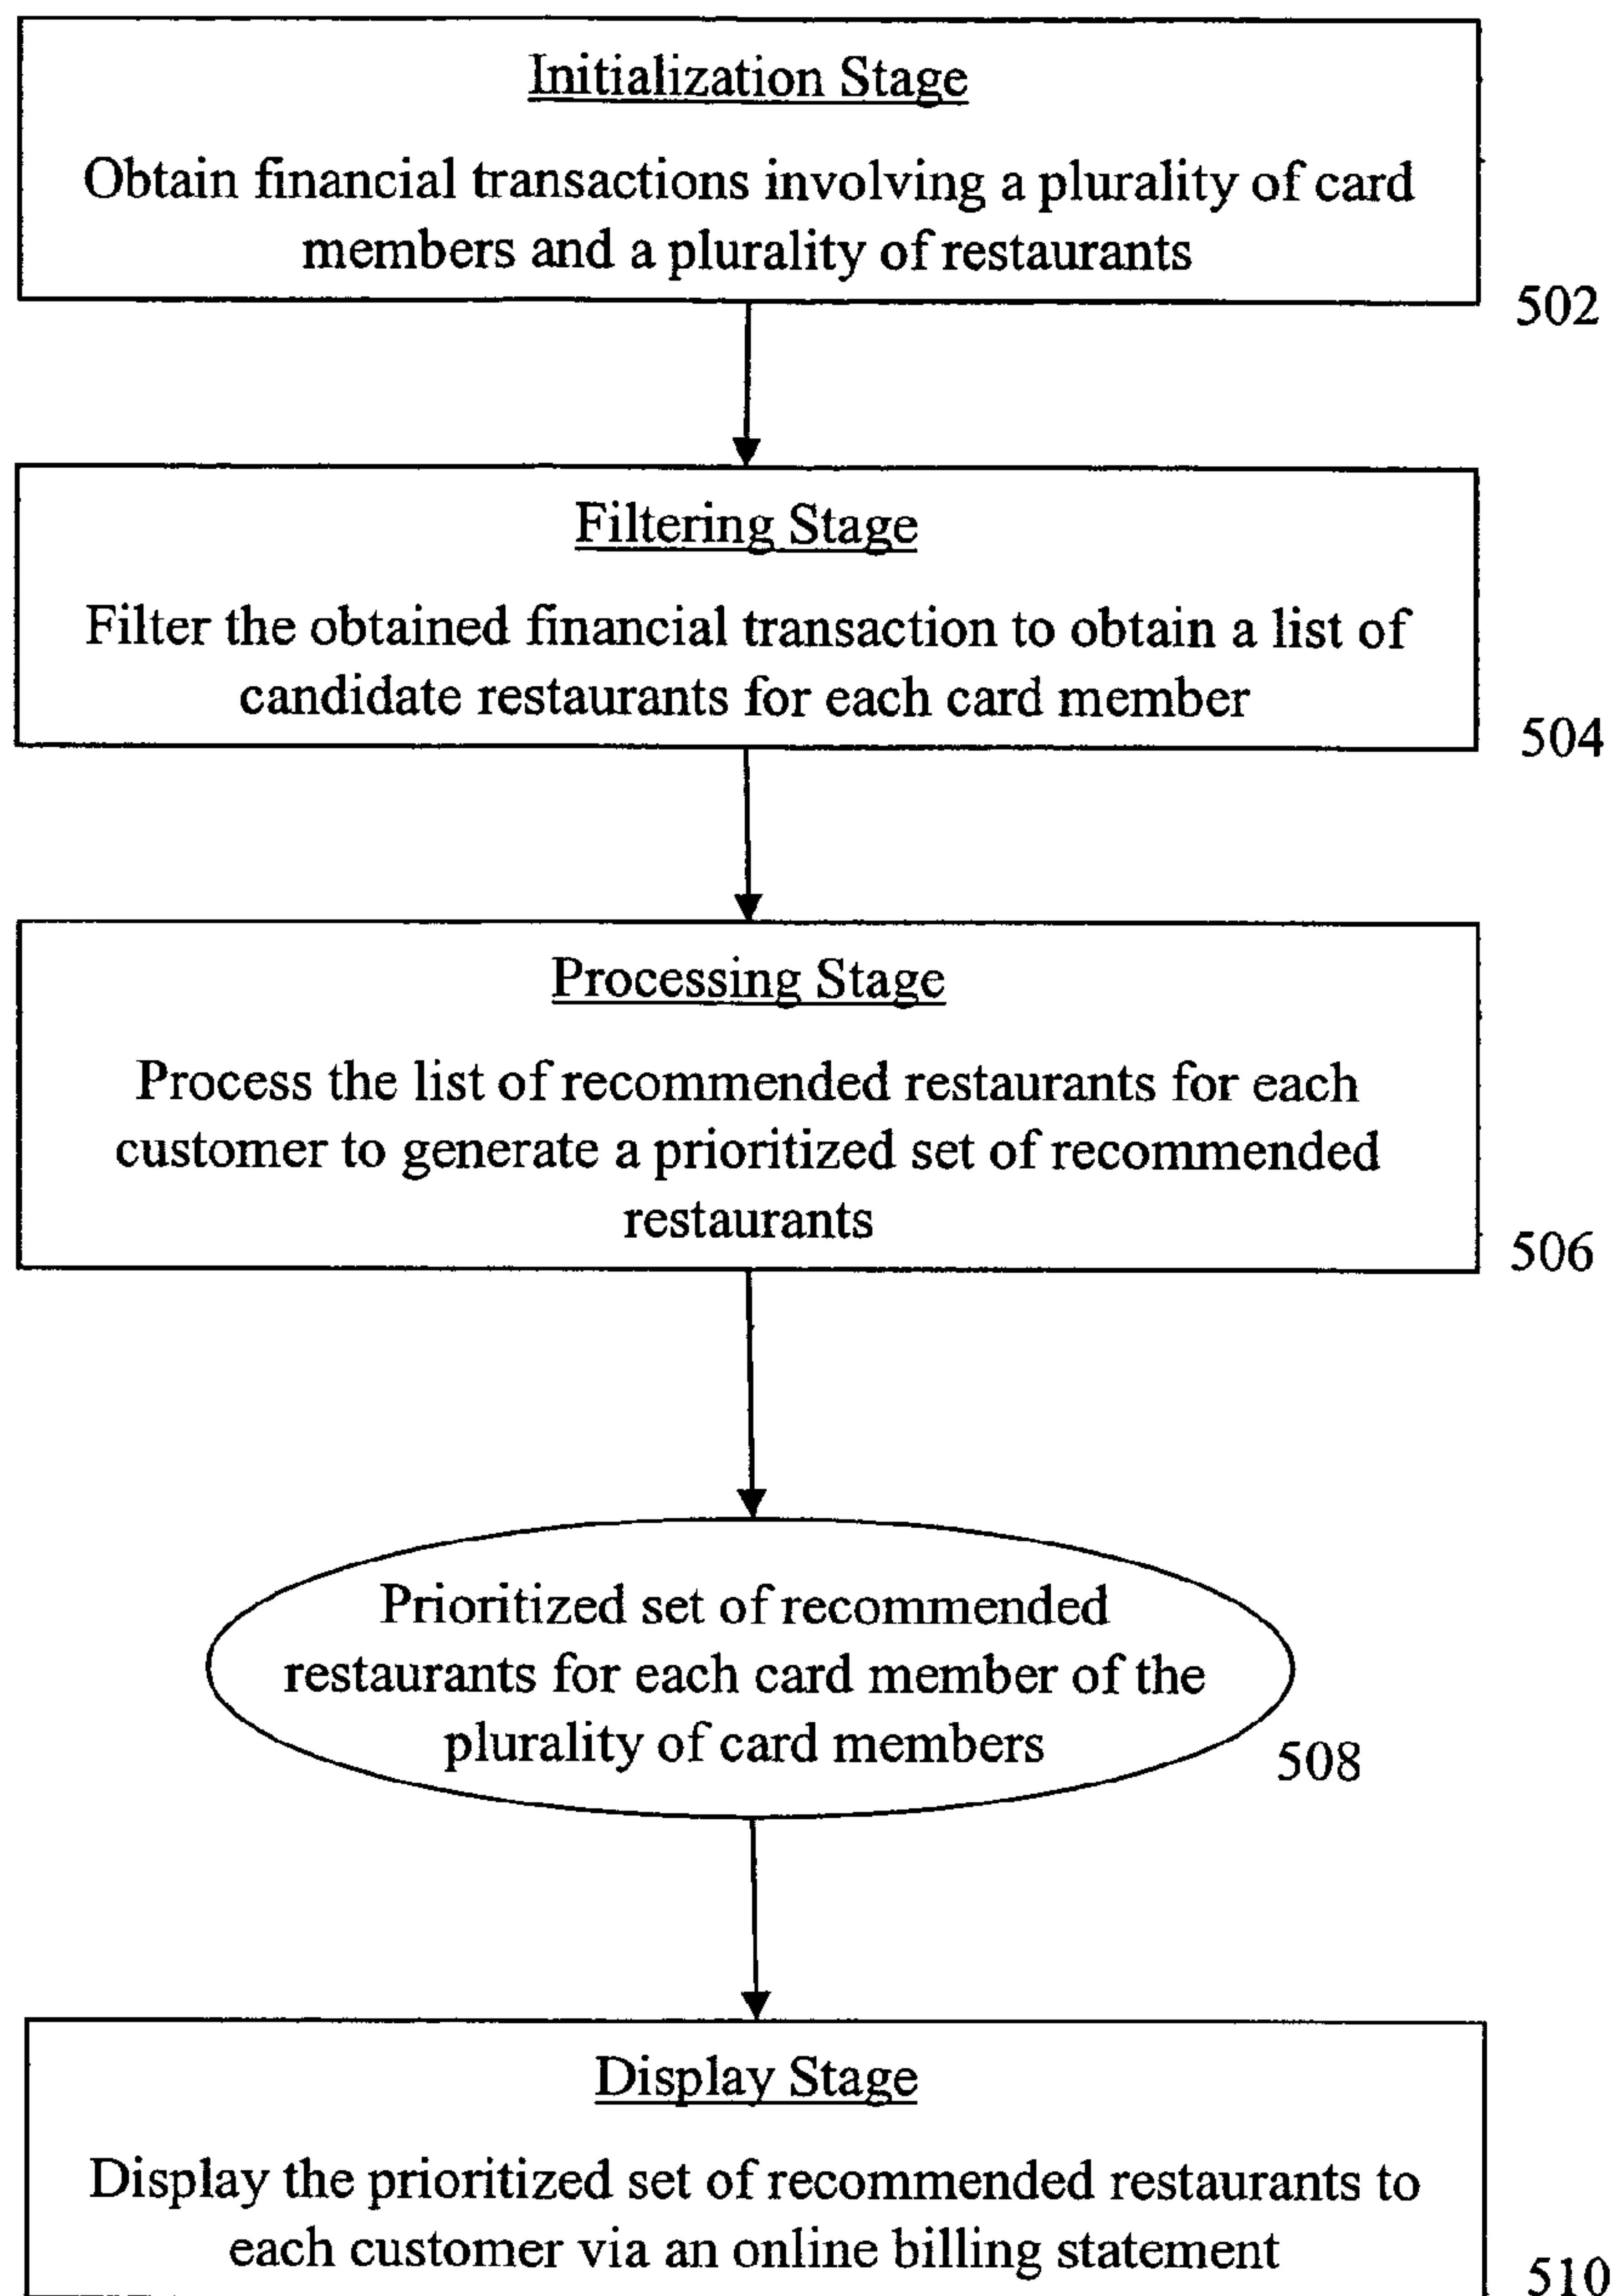 Initialization Stage
Obtain financial transactions involving a plurality of card
members and a plurality of restaurants
502
Filtering Stage
Filter the obtained financial transaction to obtain a list of
candidate restaurants for each card member
504
Processing Stage
Process the list of recommended restaurants for each
customer to generate a prioritized set of recommended
restaurants
506
Prioritized set of recommended
restaurants for each card member of the
plurality of card members
508
Display Stage
Display the prioritized set of recommended restaurants to
each customer via an online billing statement
510